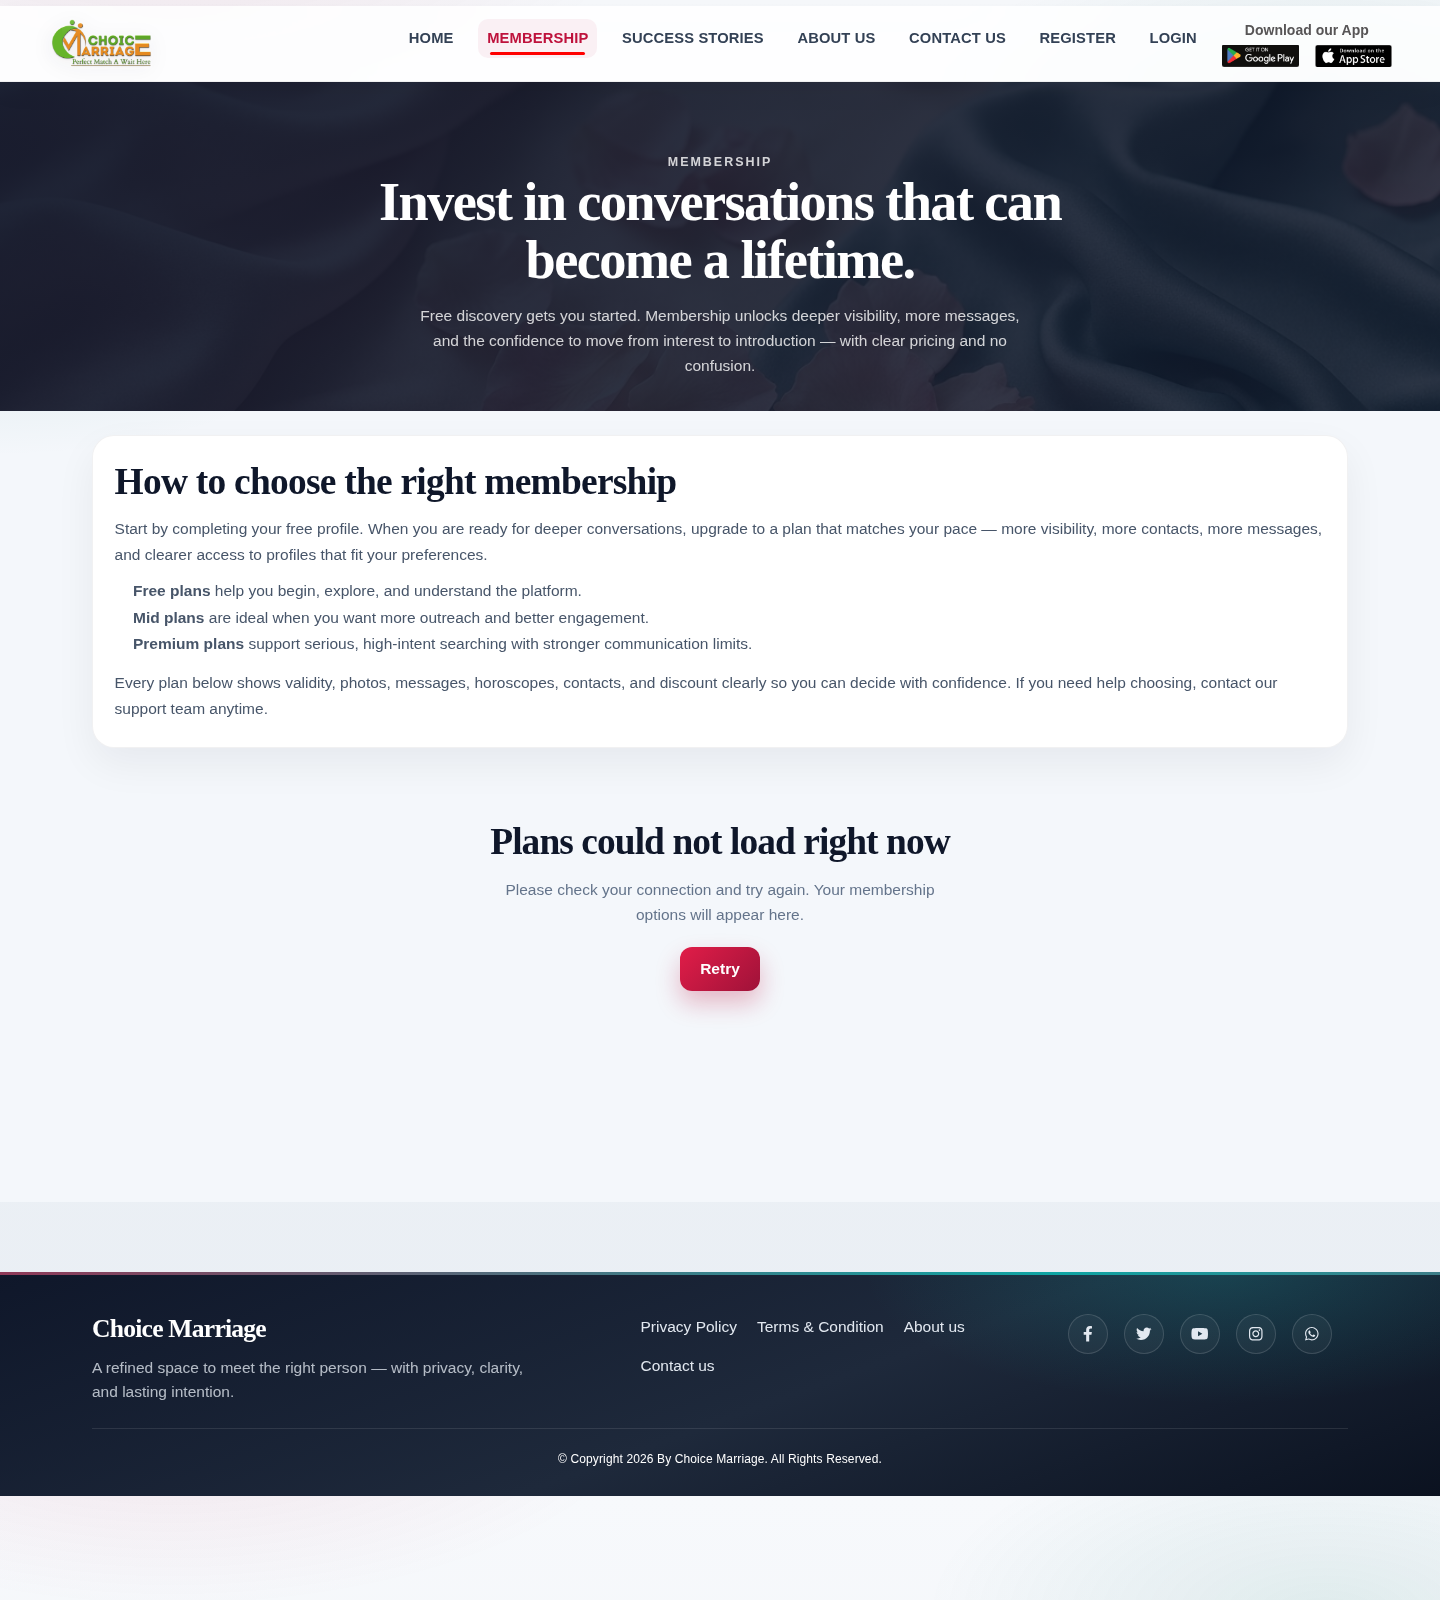 CHOICE
MARRIAGE
Perfect Match A Wait Here
HOME
MEMBERSHIP
SUCCESS STORIES
ABOUT US
CONTACT US
REGISTER
LOGIN
Download our App
GET IT ON
Google Play
Download on the
App Store
MEMBERSHIP
Invest in conversations that can
become a lifetime.
Free discovery gets you started. Membership unlocks deeper visibility, more messages,
and the confidence to move from interest to introduction — with clear pricing and no
confusion.
How to choose the right membership
Start by completing your free profile. When you are ready for deeper conversations, upgrade to a plan that matches your pace — more visibility, more contacts, more messages,
and clearer access to profiles that fit your preferences.
Free plans help you begin, explore, and understand the platform.
Mid plans are ideal when you want more outreach and better engagement.
Premium plans support serious, high-intent searching with stronger communication limits.
Every plan below shows validity, photos, messages, horoscopes, contacts, and discount clearly so you can decide with confidence. If you need help choosing, contact our
support team anytime.
Plans could not load right now
Please check your connection and try again. Your membership
options will appear here.
Retry
Choice Marriage
A refined space to meet the right person — with privacy, clarity,
and lasting intention.
Privacy Policy
Terms & Condition
About us
Contact us
© Copyright 2026 By Choice Marriage. All Rights Reserved.